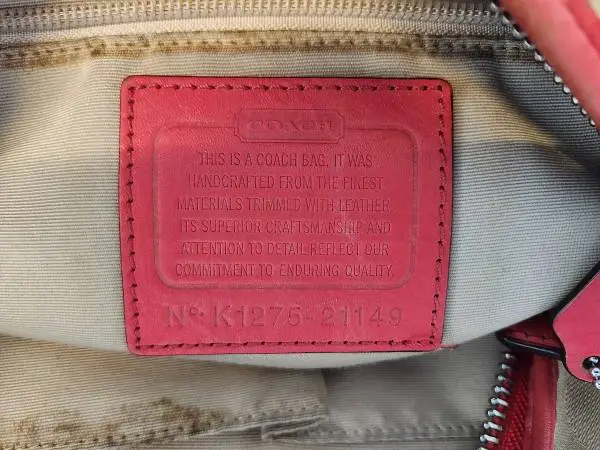 COACH
THIS IS A COACH BAG. IT WAS
HANDCRAFTED FROM THE FINEST
MATERIALS TRIMMED WITH LEATHER.
ITS SUPERIOR CRAFTSMANSHIP AND
ATTENTION TO DETAIL REFLECT OUR
COMMITMENT TO ENDURING QUALITY.
Nº: K1275-21149